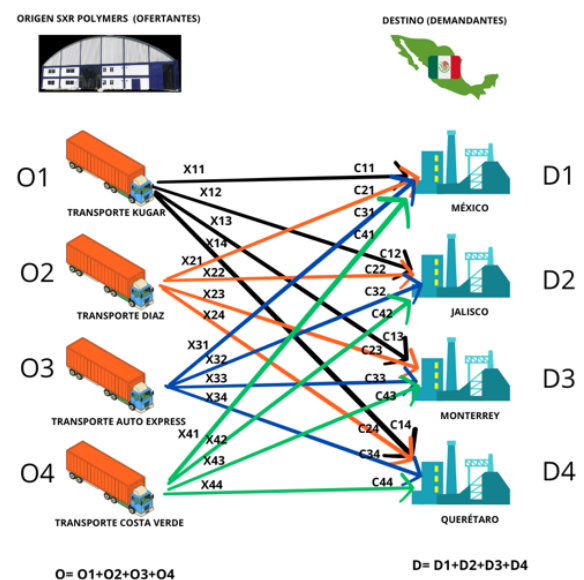 ORIGEN SXR POLYMERS (OFERTANTES)
DESTINO (DEMANDANTES)
O1
TRANSPORTE KUGAR
X11
X12
X13
X14
C11
C21
C31
C41
MÉXICO
D1
O2
TRANSPORTE DIAZ
X21
X22
X23
X24
C12
C22
C32
C42
JALISCO
D2
O3
TRANSPORTE AUTO EXPRESS
X31
X32
X33
X34
C13
C23
C33
C43
MONTERREY
D3
O4
TRANSPORTE COSTA VERDE
X41
X42
X43
X44
C14
C24
C34
C44
QUERÉTARO
D4
O= O1+O2+O3+O4
D= D1+D2+D3+D4